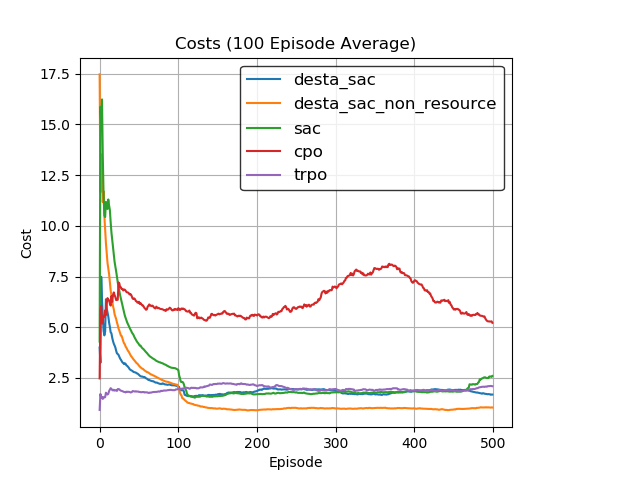 Costs (100 Episode Average)
17.5
15.0
12.5
10.0
7.5
5.0
2.5
Cost
desta_sac
desta_sac_non_resource
sac
cpo
trpo
0 100 200 300 400 500
Episode